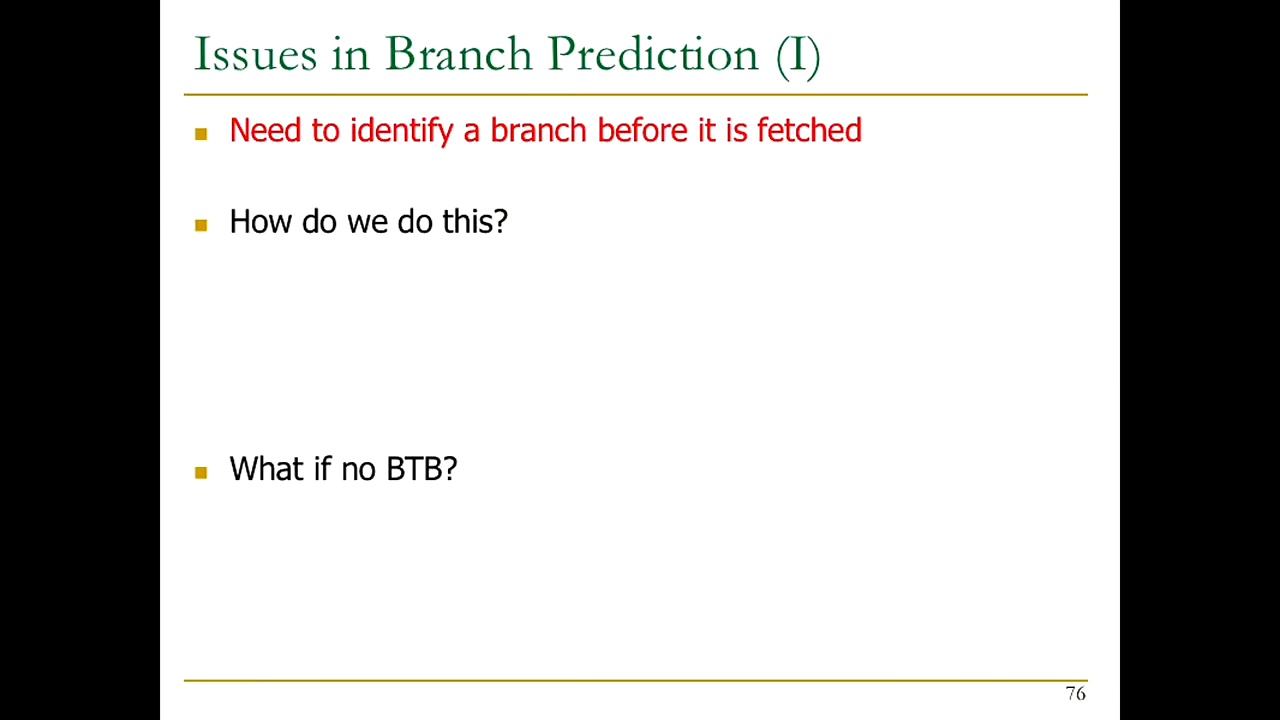 Issues in Branch Prediction (I)
Need to identify a branch before it is fetched
How do we do this?
What if no BTB?
76